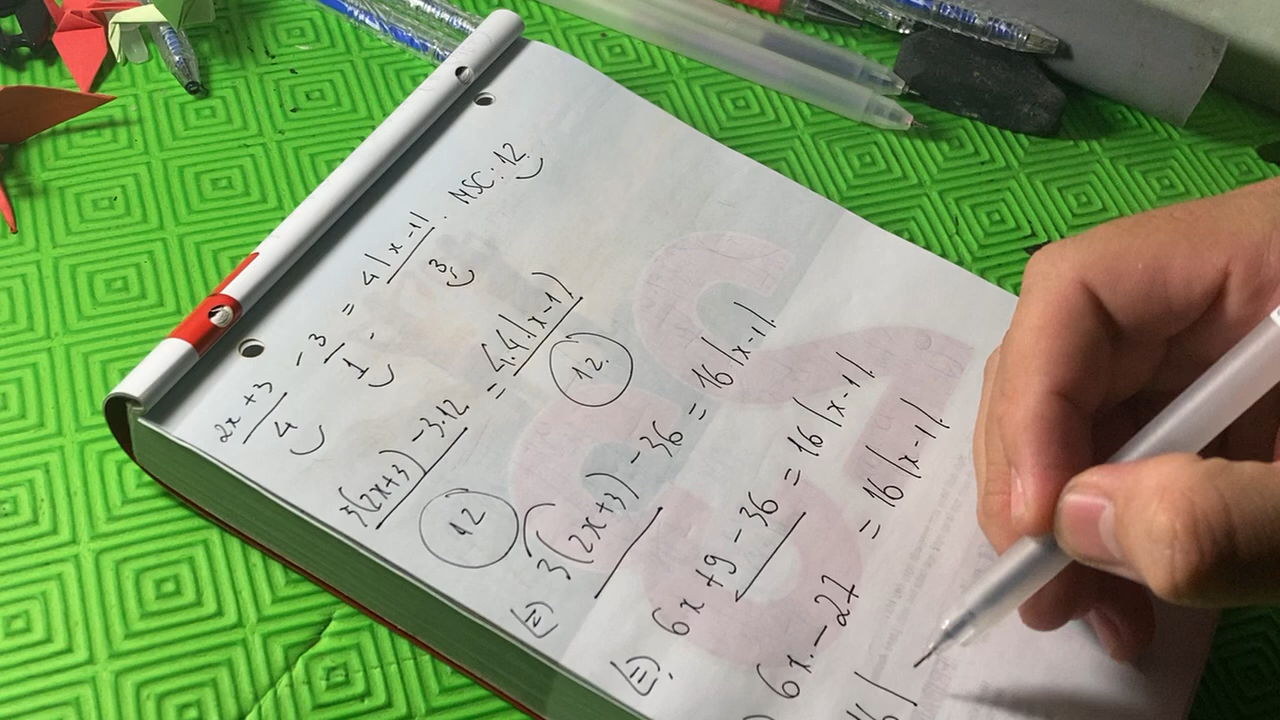 2x+3/4 - 3/1 = 4|x-1|/3 . MSC: 12
3(2x+3) - 3.12/12 = 4.4.|x-1|/12
(=) 3(2x+3) - 36 = 16|x-1|.
(=). 6x + 9 - 36 = 16|x-1|.
6x - 27 = 16|x-1|.